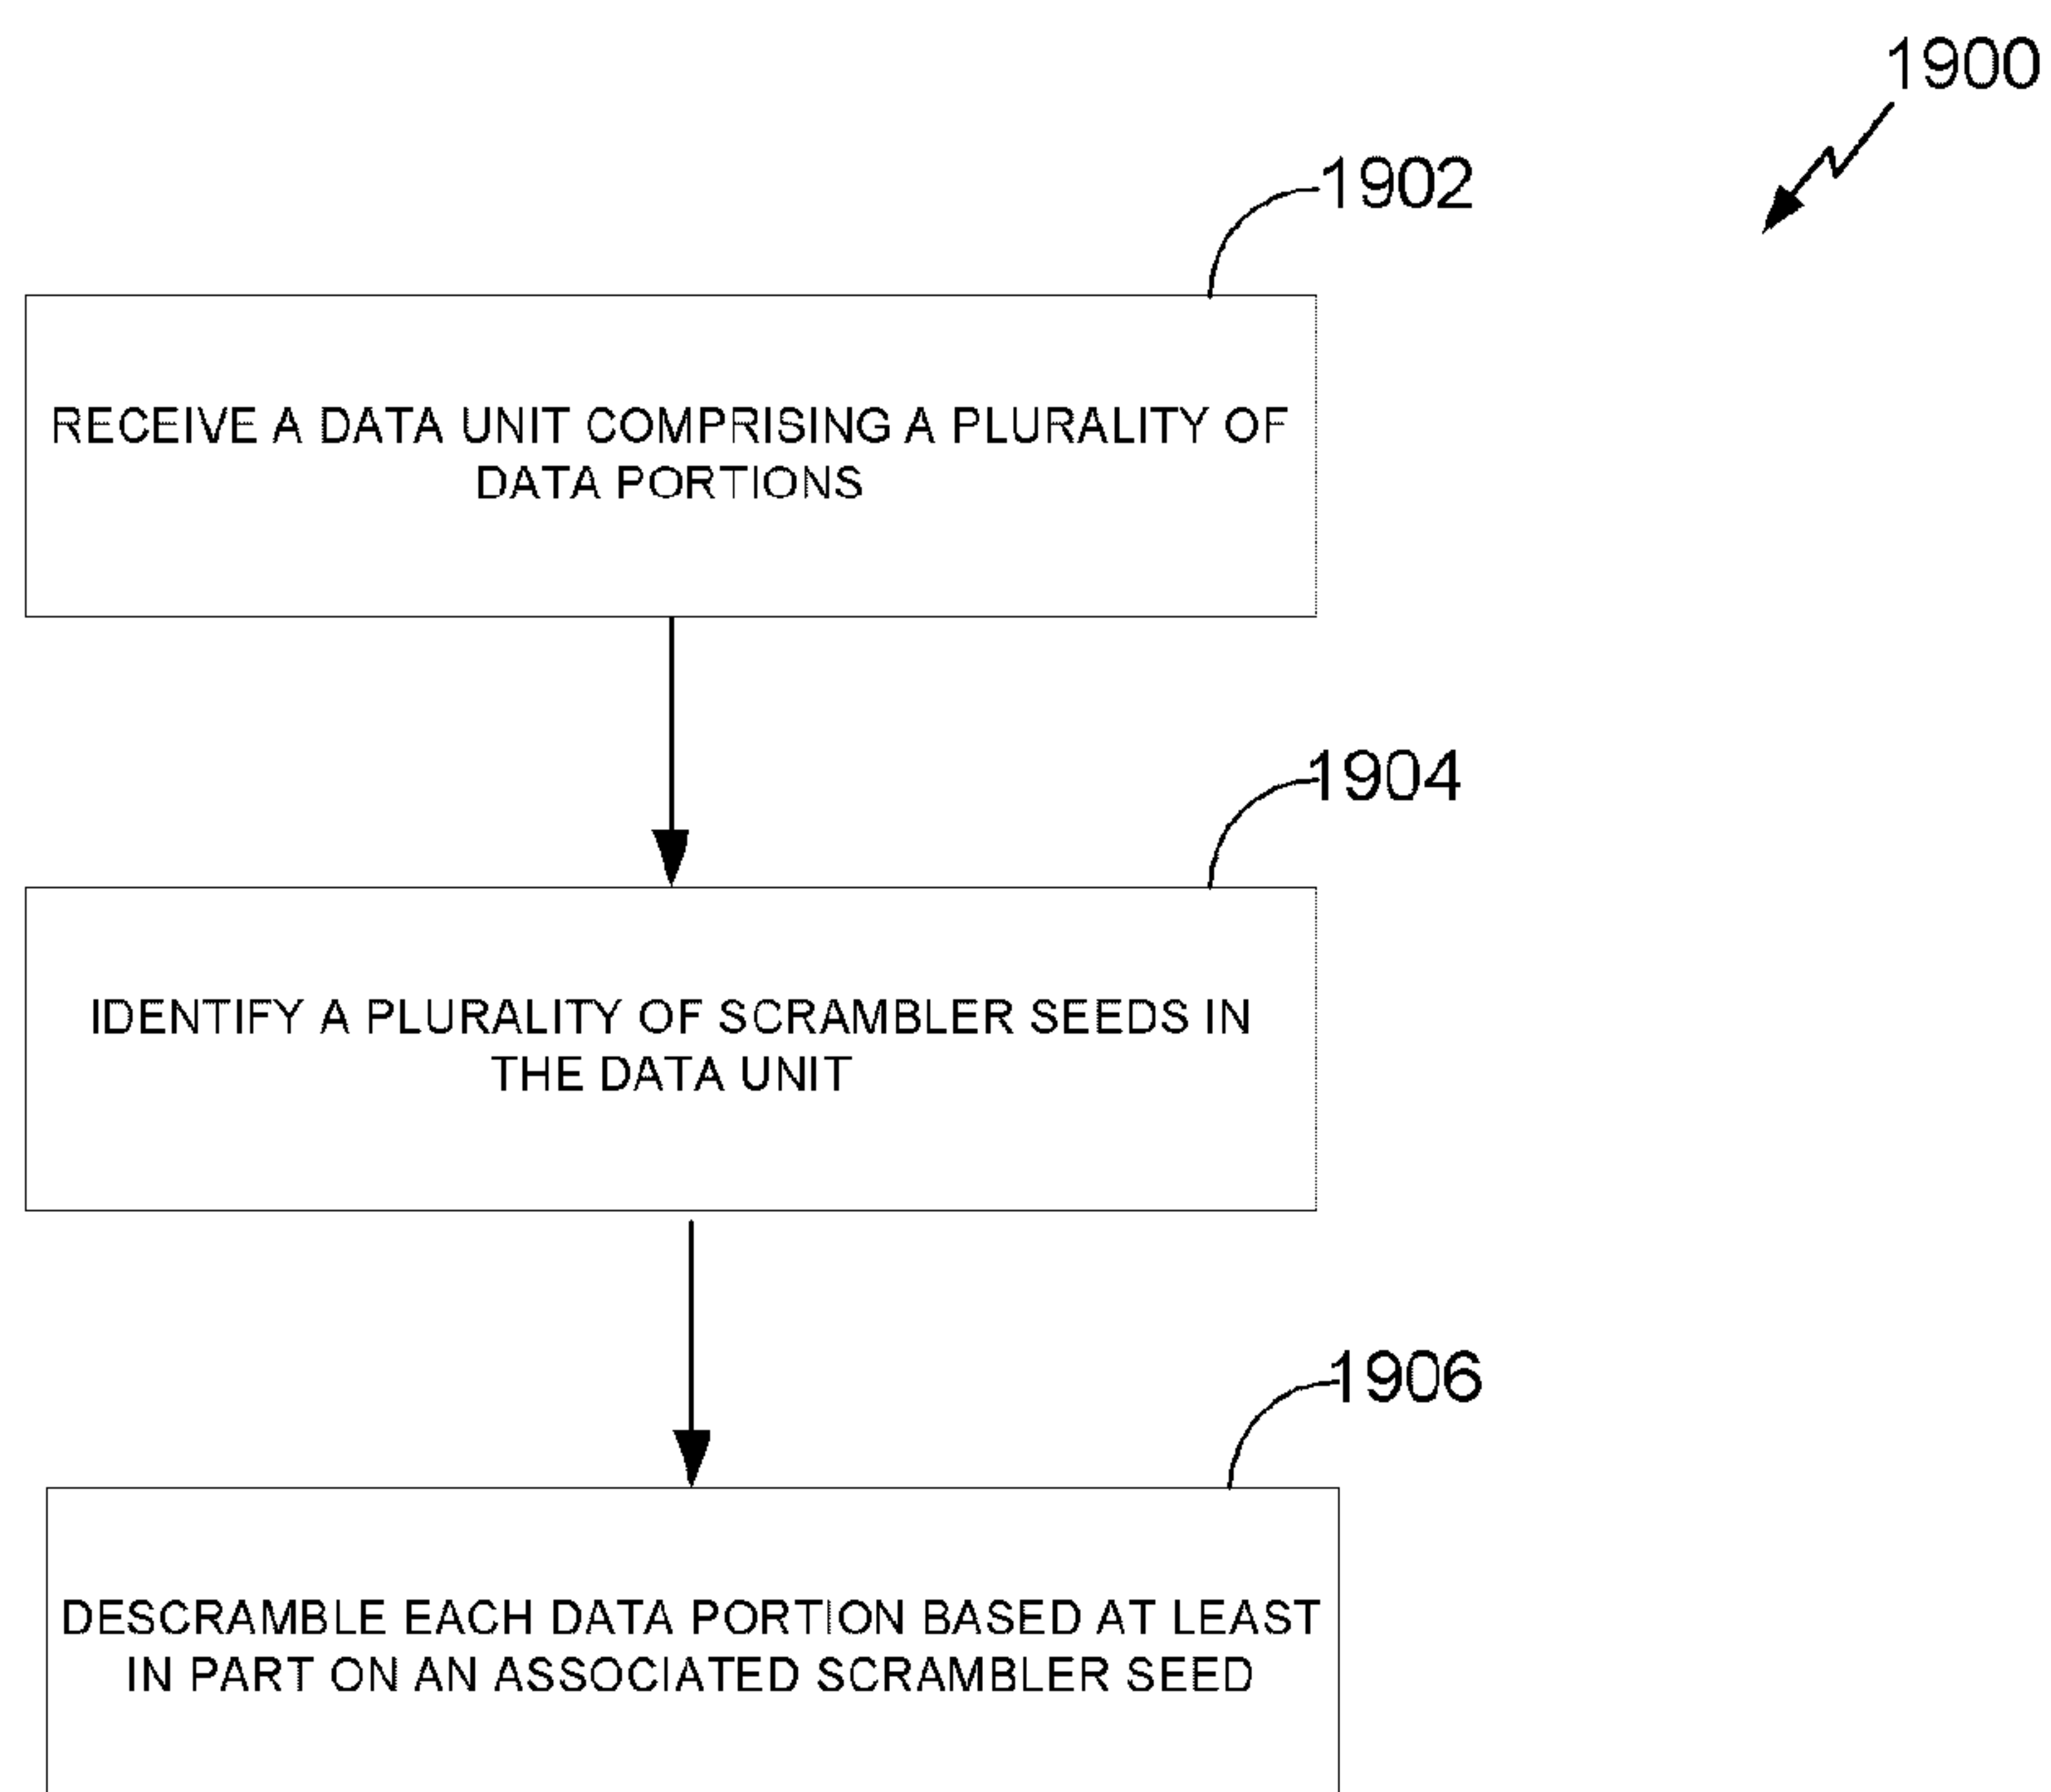 1900
1902
RECEIVE A DATA UNIT COMPRISING A PLURALITY OF
DATA PORTIONS
1904
IDENTIFY A PLURALITY OF SCRAMBLER SEEDS IN
THE DATA UNIT
1906
DESCRAMBLE EACH DATA PORTION BASED AT LEAST
IN PART ON AN ASSOCIATED SCRAMBLER SEED